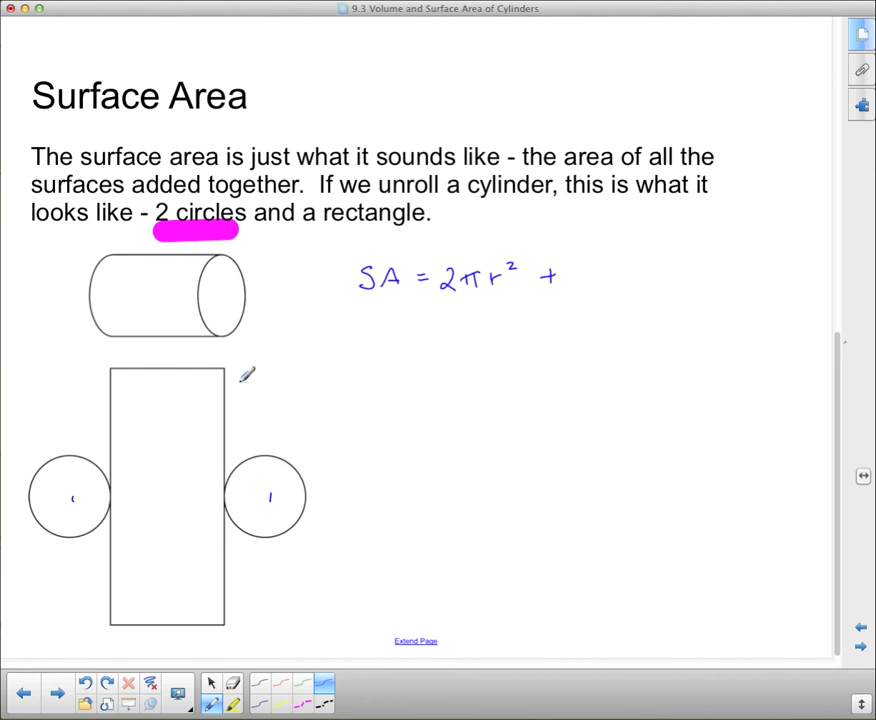 9.3 Volume and Surface Area of Cylinders
Surface Area
The surface area is just what it sounds like - the area of all the
surfaces added together. If we unroll a cylinder, this is what it
looks like - 2 circles and a rectangle.
SA = 2πr² +
Extend Page